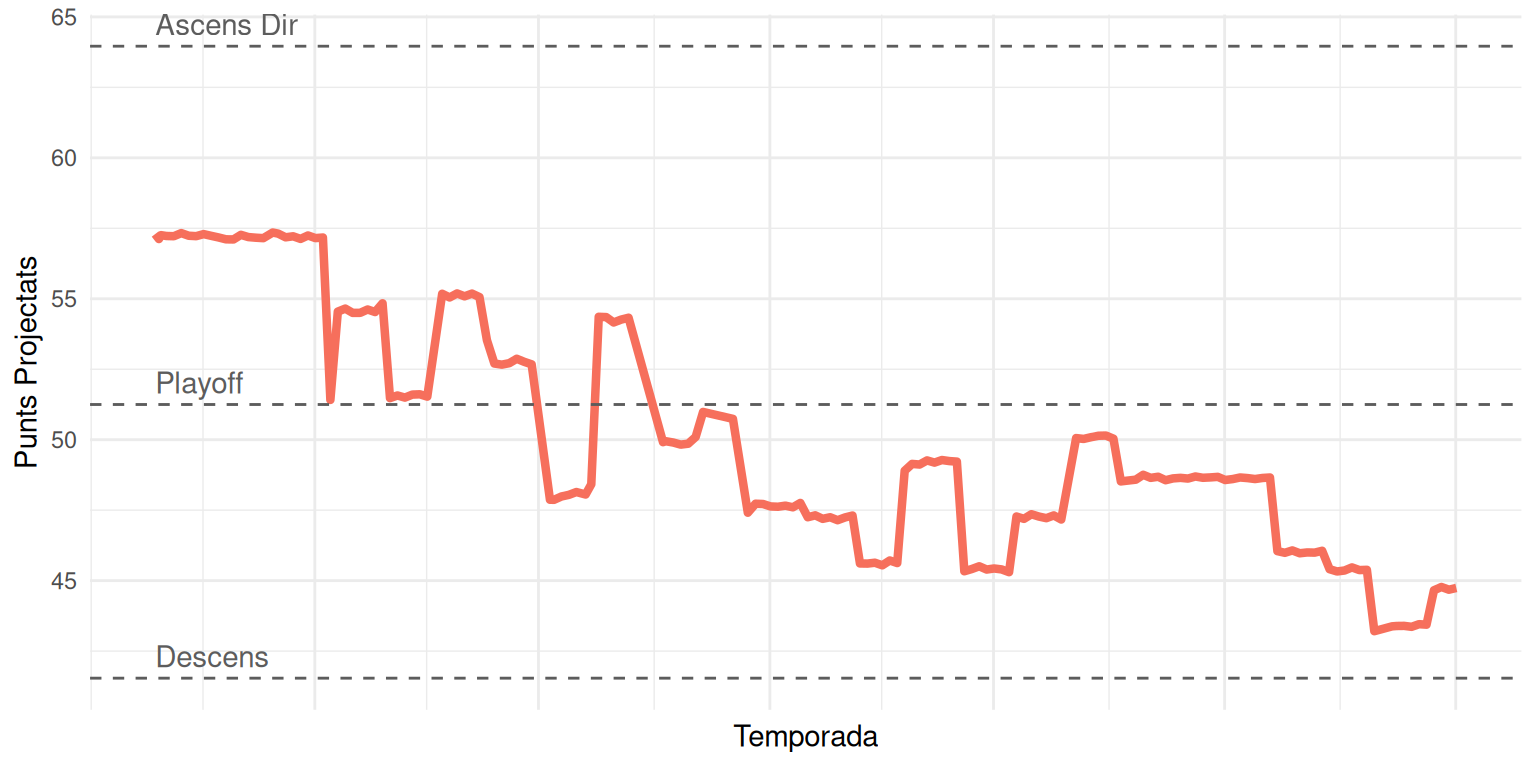 65
Ascens Dir
60
55
Playoff
50
45
Descens
Punts Projectats
Temporada